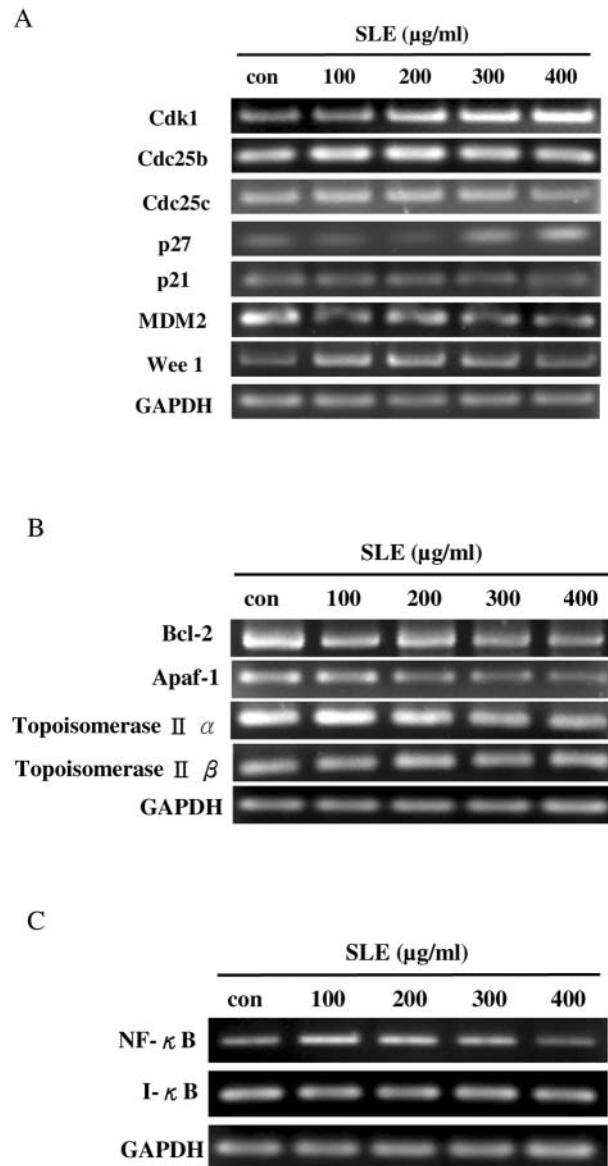 A
SLE (µg/ml)
con 100 200 300 400
Cdk1
Cdc25b
Cdc25c
p27
p21
MDM2
Wee 1
GAPDH
B
SLE (µg/ml)
con 100 200 300 400
Bcl-2
Apaf-1
Topoisomerase Ⅱ α
Topoisomerase Ⅱ β
GAPDH
C
SLE (µg/ml)
con 100 200 300 400
NF-κB
I-κB
GAPDH